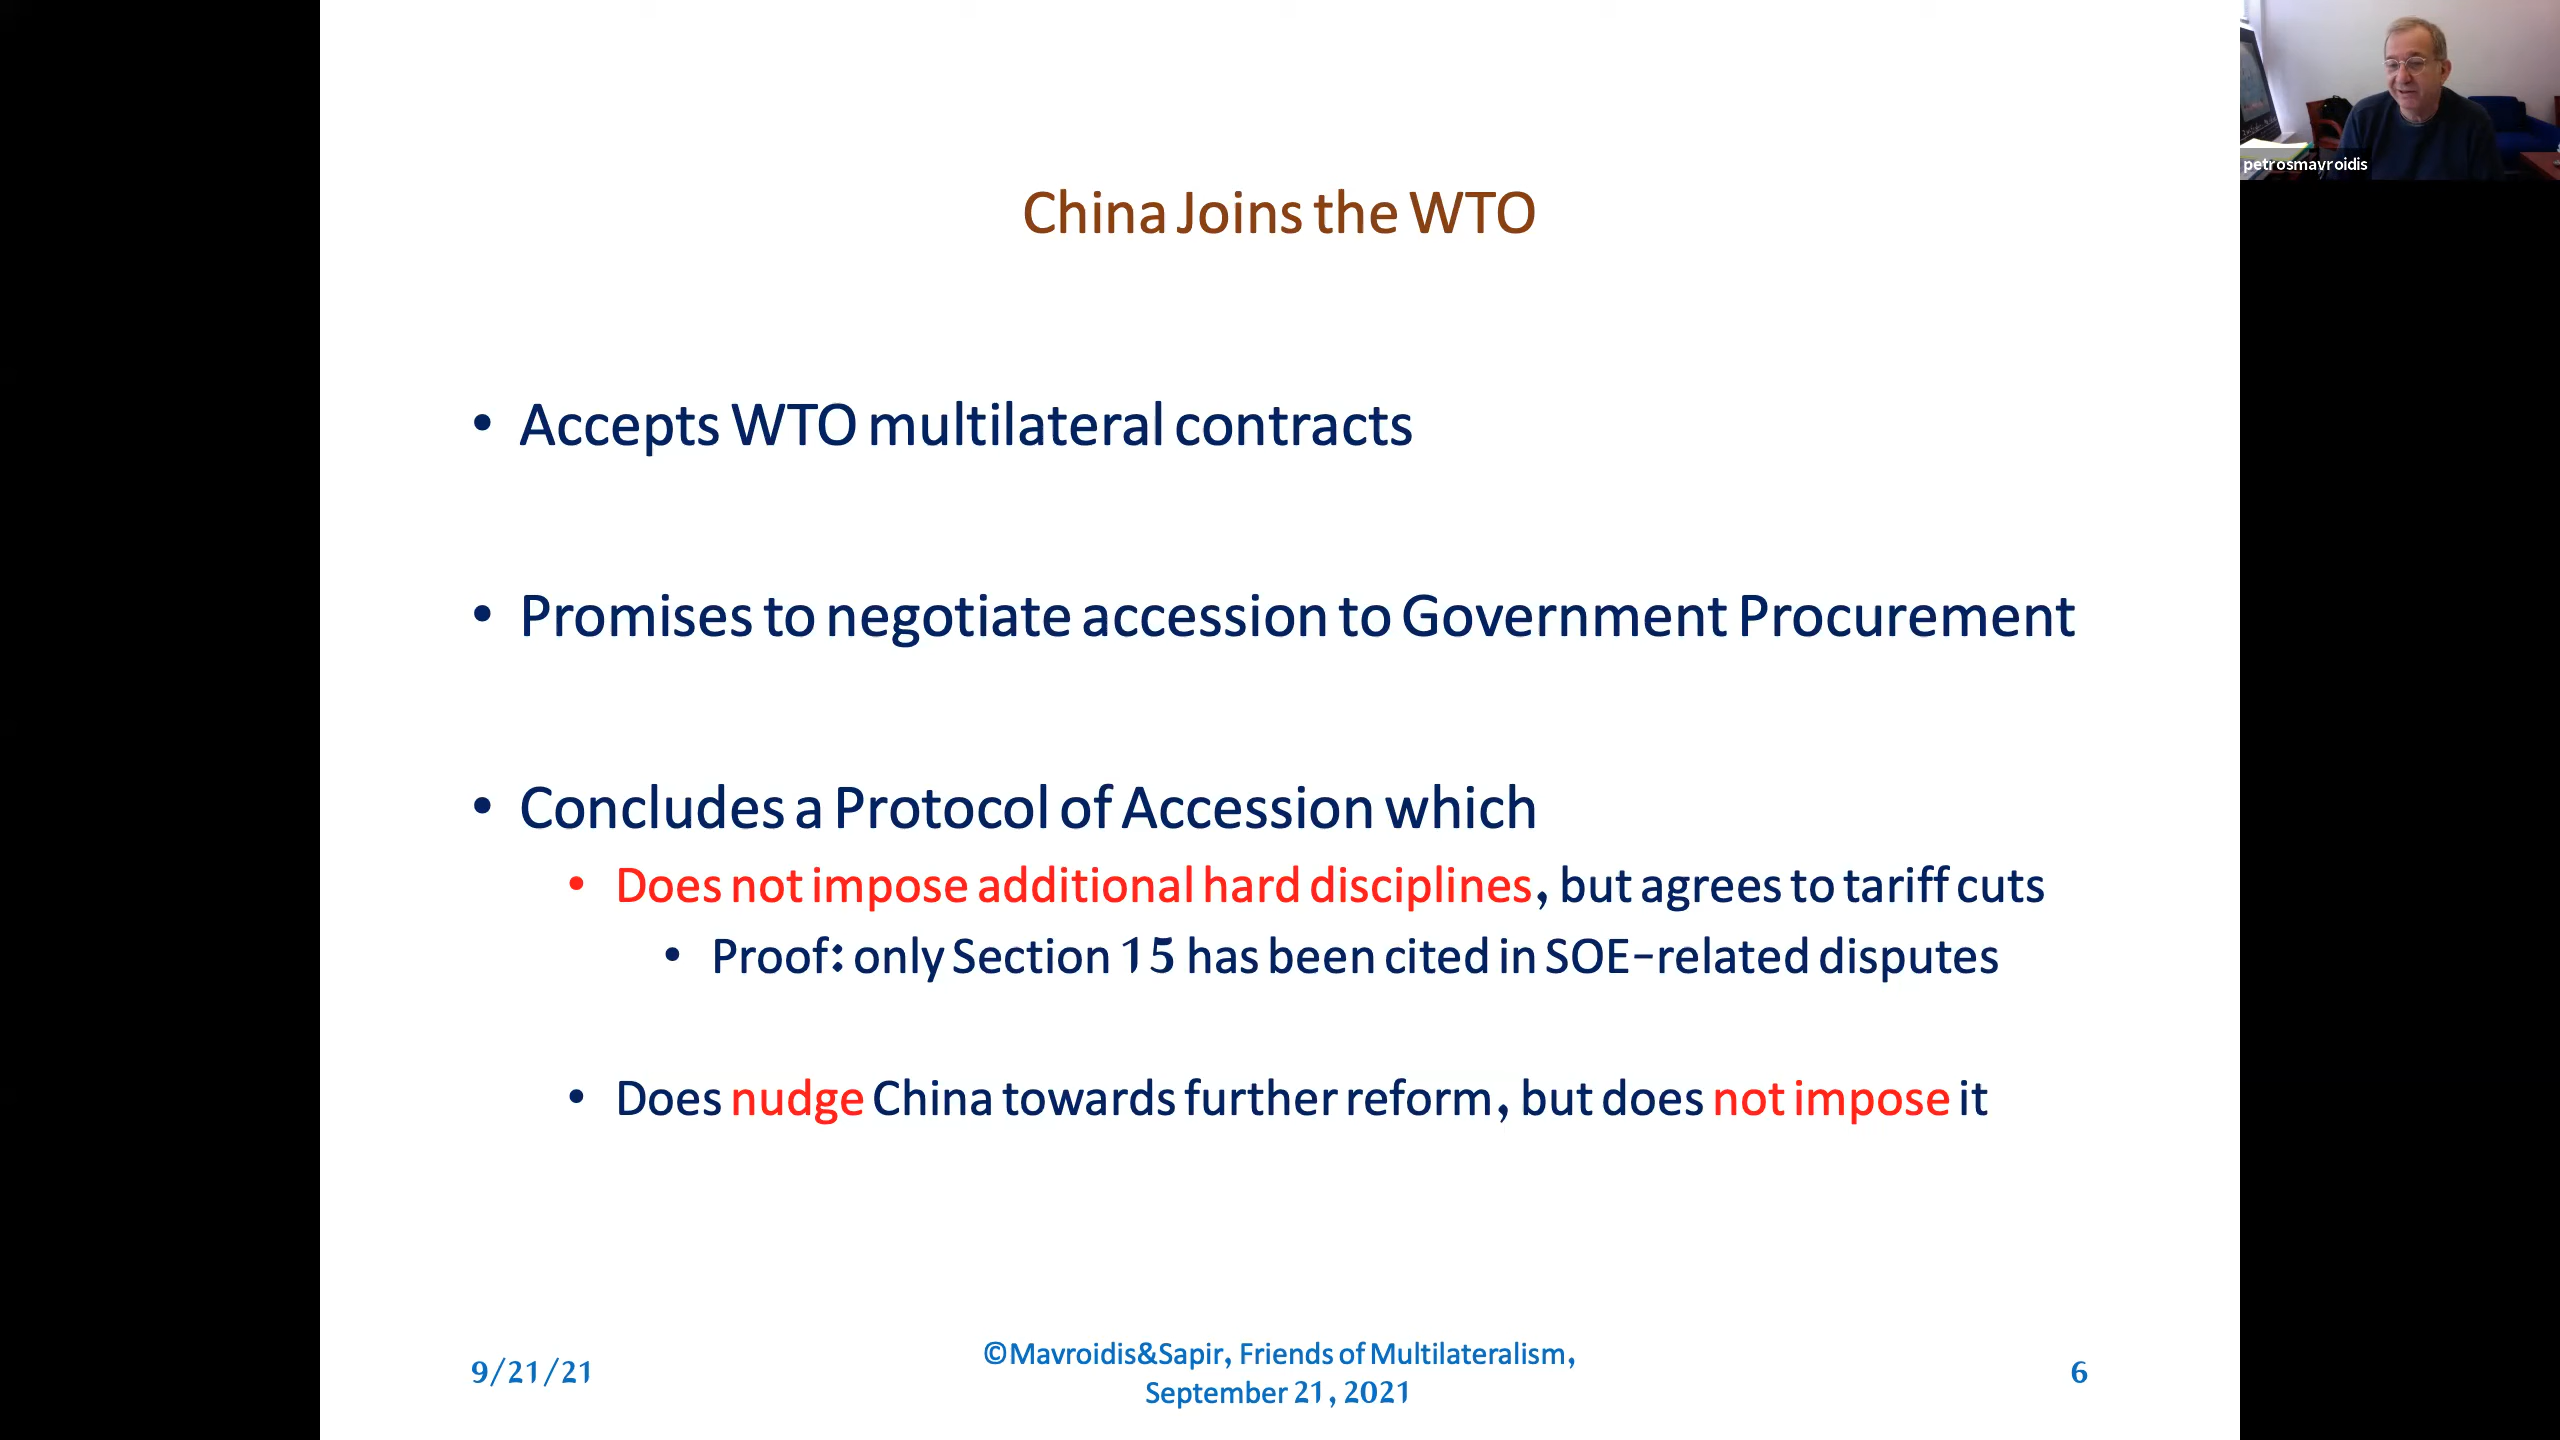 petrosmavroidis
China Joins the WTO
• Accepts WTO multilateral contracts
• Promises to negotiate accession to Government Procurement
• Concludes a Protocol of Accession which
• Does not impose additional hard disciplines, but agrees to tariff cuts
• Proof: only Section 15 has been cited in SOE-related disputes
• Does nudge China towards further reform, but does not impose it
9/21/21
©Mavroidis&Sapir, Friends of Multilateralism,
September 21, 2021
6